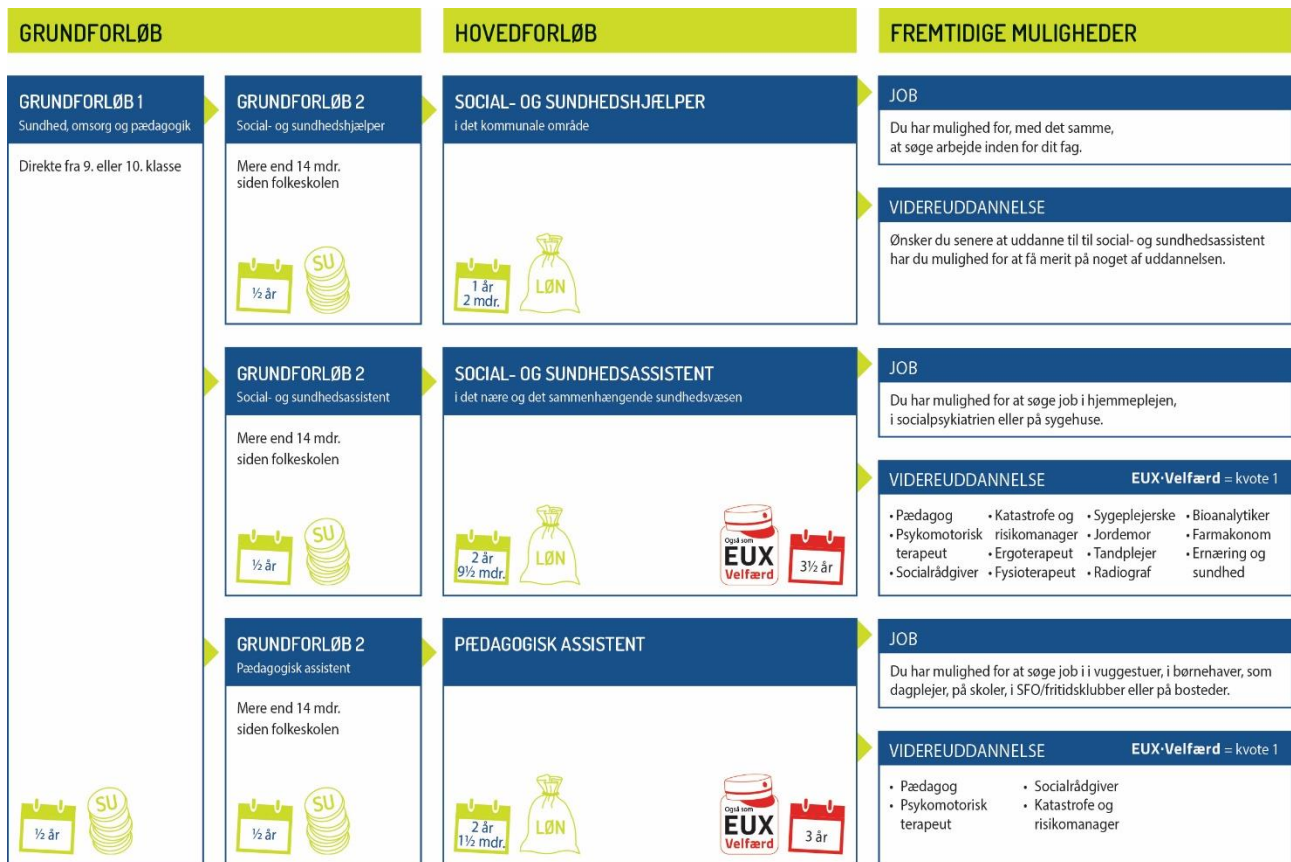 GRUNDFORLØB
HOVEDFORLØB
FREMTIDIGE MULIGHEDER
GRUNDFORLØB 1
Sundhed, omsorg og pædagogik
Direkte fra 9. eller 10. klasse
½ år
SU
GRUNDFORLØB 2
Social- og sundhedshjælper
Mere end 14 mdr.
siden folkeskolen
½ år
SU
SOCIAL- OG SUNDHEDSHJÆLPER
i det kommunale område
1 år
2 mdr.
LØN
JOB
Du har mulighed for, med det samme,
at søge arbejde inden for dit fag.
VIDEREUDDANNELSE
Ønsker du senere at uddanne til til social- og sundhedsassistent
har du mulighed for at få merit på noget af uddannelsen.
GRUNDFORLØB 2
Social- og sundhedsassistent
Mere end 14 mdr.
siden folkeskolen
½ år
SU
SOCIAL- OG SUNDHEDSASSISTENT
i det nære og det sammenhængende sundhedsvæsen
2 år
9½ mdr.
LØN
Også som
EUX
Velfærd
3½ år
JOB
Du har mulighed for at søge job i hjemmeplejen,
i socialpsykiatrien eller på sygehuse.
VIDEREUDDANNELSE EUX·Velfærd = kvote 1
• Pædagog
• Psykomotorisk
terapeut
• Socialrådgiver
• Katastrofe og
risikomanager
• Ergoterapeut
• Fysioterapeut
• Sygeplejerske
• Jordemor
• Tandplejer
• Radiograf
• Bioanalytiker
• Farmakonom
• Ernæring og
sundhed
GRUNDFORLØB 2
Pædagogisk assistent
Mere end 14 mdr.
siden folkeskolen
½ år
SU
PÆDAGOGISK ASSISTENT
2 år
1½ mdr.
LØN
Også som
EUX
Velfærd
3 år
JOB
Du har mulighed for at søge job i i vuggestuer, i børnehaver, som
dagplejer, på skoler, i SFO/fritidsklubber eller på bosteder.
VIDEREUDDANNELSE EUX·Velfærd = kvote 1
• Pædagog
• Psykomotorisk
terapeut
• Socialrådgiver
• Katastrofe og
risikomanager